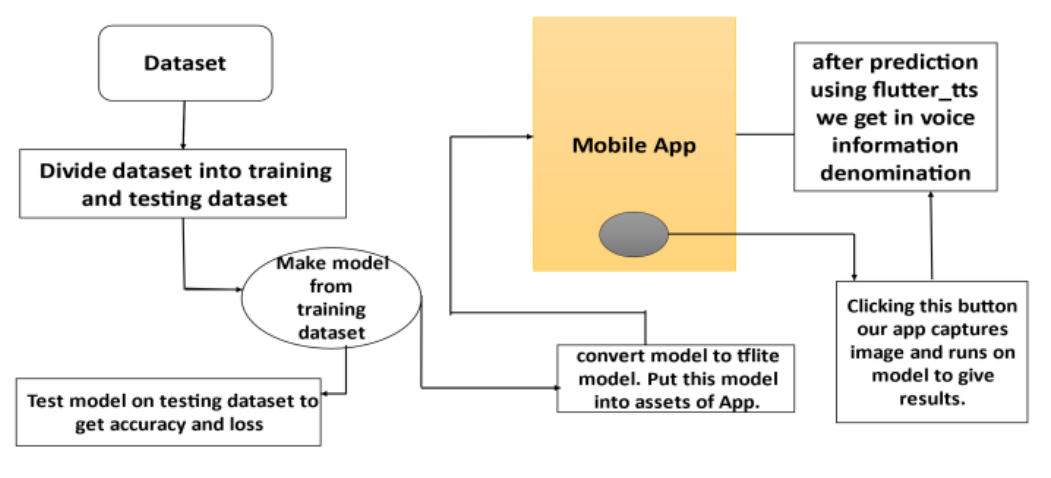 Dataset
Divide dataset into training
and testing dataset
Make model
from
training
dataset
Test model on testing dataset to
get accuracy and loss
convert model to tflite
model. Put this model
into assets of App.
Mobile App
Clicking this button
our app captures
image and runs on
model to give
results.
after prediction
using flutter_tts
we get in voice
information
denomination